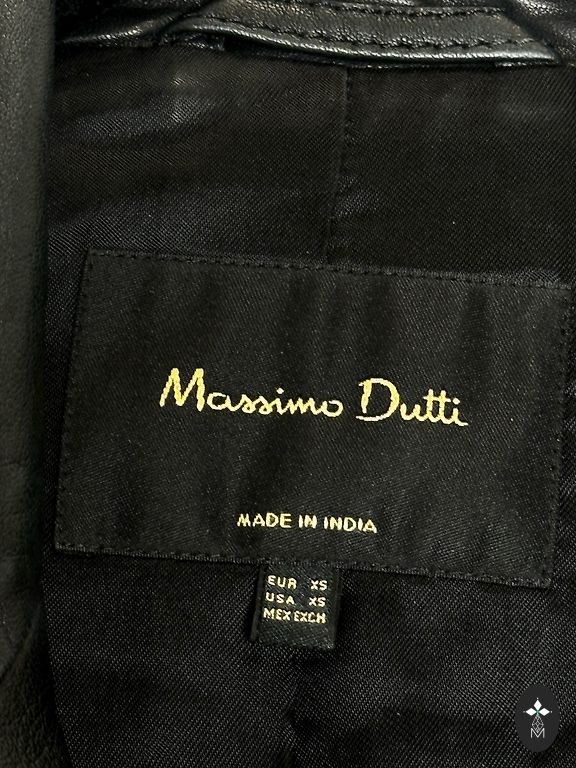 Massimo Dutti
MADE IN INDIA
EUR XS
USA XS
MEX EXCH
M